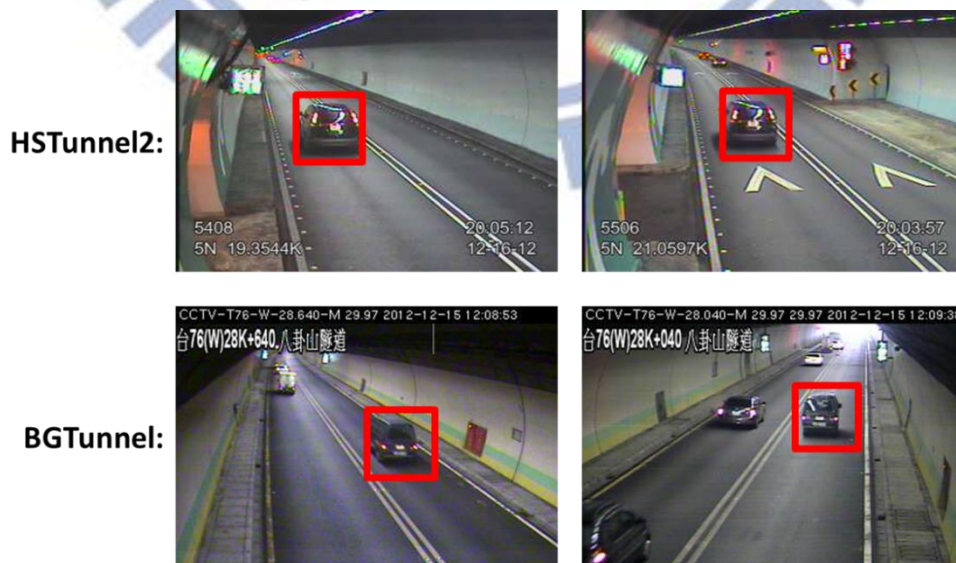 HSTunnel2:
5408
20:05:12
5N 19.3544K
12-16-12
5506
20:03:57
5N 21.0597K
12-16-12
BGTunnel:
CCTV-T76-W-28.640-M 29.97 2012-12-15 12:08:53
台76(W)28K+640.八卦山隧道
CCTV-T76-W-28.040-M 29.97 29.97 2012-12-15 12:09:38
台76(W)28K+040 八卦山隧道